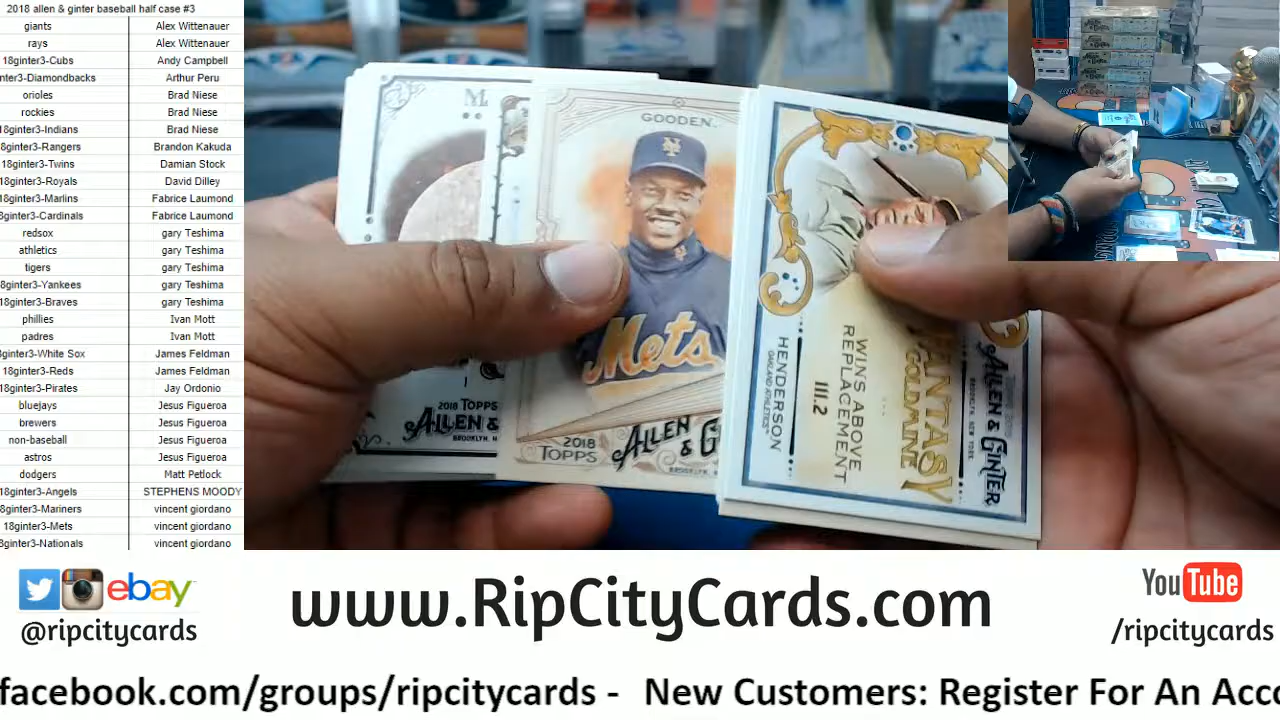 2018 allen & ginter baseball half case #3
giants Alex Wittenauer
rays Alex Wittenauer
18ginter3-Cubs Andy Campbell
nter3-Diamondbacks Arthur Peru
orioles Brad Niese
rockies Brad Niese
18ginter3-Indians Brad Niese
8ginter3-Rangers Brandon Kakuda
18ginter3-Twins Damian Stock
18ginter3-Royals David Dilley
18ginter3-Marlins Fabrice Laumond
3ginter3-Cardinals Fabrice Laumond
redsox gary Teshima
athletics gary Teshima
tigers gary Teshima
8ginter3-Yankees gary Teshima
18ginter3-Braves gary Teshima
phillies Ivan Mott
padres Ivan Mott
ginter3-White Sox James Feldman
18ginter3-Reds James Feldman
18ginter3-Pirates Jay Ordonio
bluejays Jesus Figueroa
brewers Jesus Figueroa
non-baseball Jesus Figueroa
astros Jesus Figueroa
dodgers Matt Petlock
18ginter3-Angels STEPHENS MOODY
8ginter3-Mariners vincent giordano
18ginter3-Mets vincent giordano
ginter3-Nationals vincent giordano
M
2018 TOPPS
ALLEN &
BROOKLYN, N
GOODEN
Mets
2018
TOPPS
ALLEN
& GIN
BROOKLYN
HENDERSON
OAKLAND ATHLETICS
WINS ABOVE
REPLACEMENT
111.2
FANTASY
GOLDMINE
BROOKLYN, NEW YORK
ALLEN & GINTER
ebay
@ripcitycards
www.RipCityCards.com
YouTube
/ripcitycards
facebook.com/groups/ripcitycards - New Customers: Register For An Acco